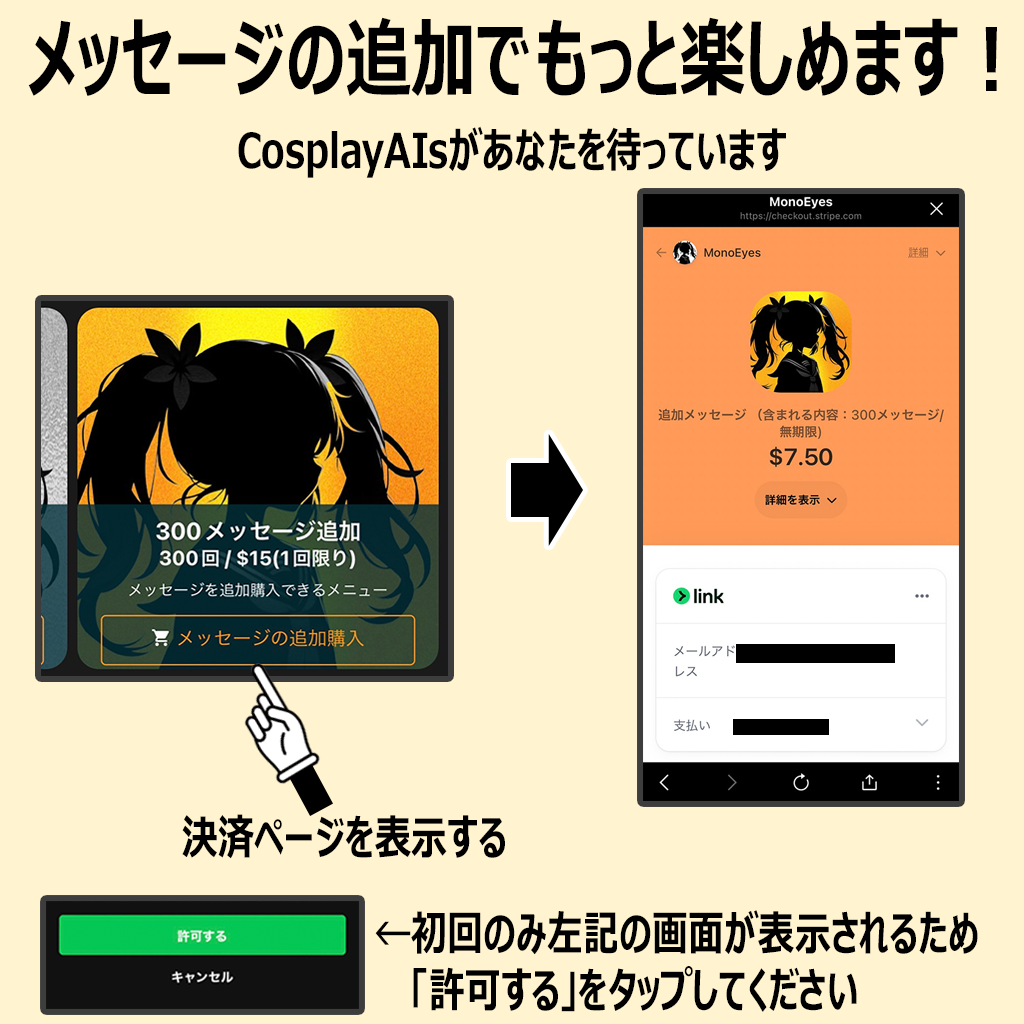 メッセージの追加でもっと楽しめます！
CosplayAIsがあなたを待っています
300メッセージ追加
300回 / $15(1回限り)
メッセージを追加購入できるメニュー
メッセージの追加購入
決済ページを表示する
MonoEyes
https://checkout.stripe.com
MonoEyes
詳細
追加メッセージ （含まれる内容：300メッセージ/
無期限)
$7.50
詳細を表示
link
メールアド
レス
支払い
許可する
キャンセル
←初回のみ左記の画面が表示されるため
「許可する」をタップしてください